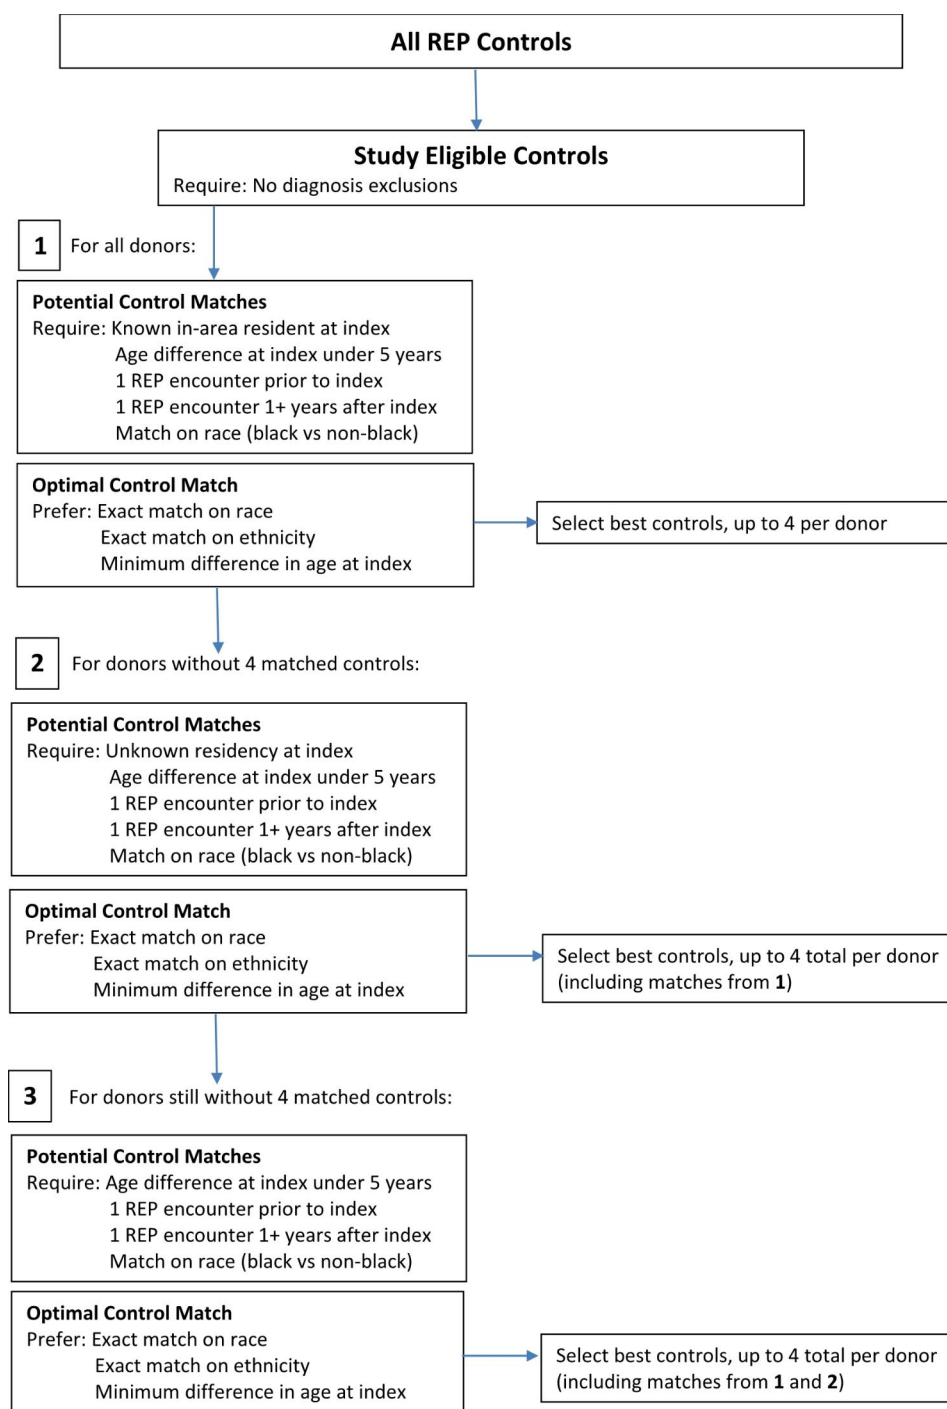 All REP Controls
Study Eligible Controls
Require: No diagnosis exclusions
1 For all donors:
Potential Control Matches
Require: Known in-area resident at index
Age difference at index under 5 years
1 REP encounter prior to index
1 REP encounter 1+ years after index
Match on race (black vs non-black)
Optimal Control Match
Prefer: Exact match on race
Exact match on ethnicity
Minimum difference in age at index
Select best controls, up to 4 per donor
2 For donors without 4 matched controls:
Potential Control Matches
Require: Unknown residency at index
Age difference at index under 5 years
1 REP encounter prior to index
1 REP encounter 1+ years after index
Match on race (black vs non-black)
Optimal Control Match
Prefer: Exact match on race
Exact match on ethnicity
Minimum difference in age at index
Select best controls, up to 4 total per donor
(including matches from 1)
3 For donors still without 4 matched controls:
Potential Control Matches
Require: Age difference at index under 5 years
1 REP encounter prior to index
1 REP encounter 1+ years after index
Match on race (black vs non-black)
Optimal Control Match
Prefer: Exact match on race
Exact match on ethnicity
Minimum difference in age at index
Select best controls, up to 4 total per donor
(including matches from 1 and 2)